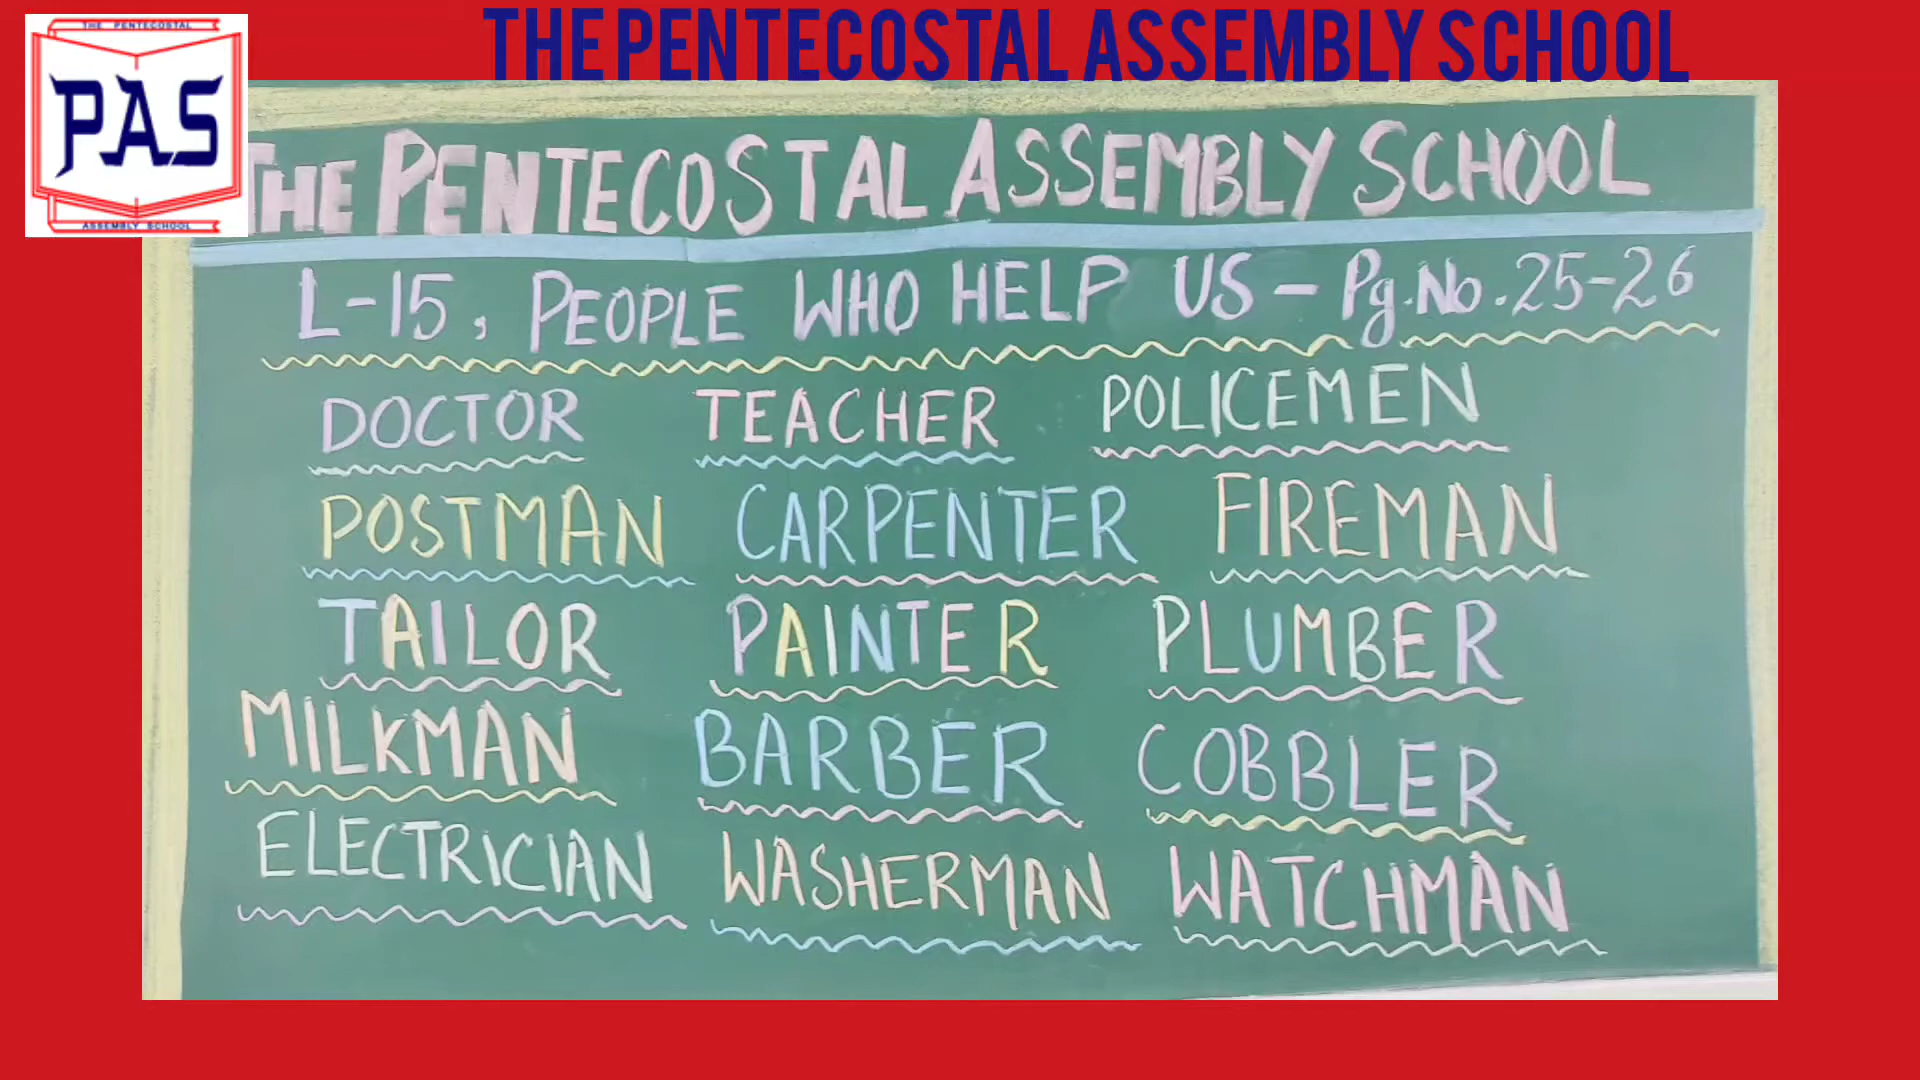 THE PENTECOSTAL ASSEMBLY SCHOOL
THE PENTECOSTAL
PAS
ASSEMBLY SCHOOL
THE PENTECOSTAL ASSEMBLY SCHOOL
L-15, PEOPLE WHO HELP US - Pg.No.25-26
DOCTOR TEACHER POLICEMEN
POSTMAN CARPENTER FIREMAN
TAILOR PAINTER PLUMBER
MILKMAN BARBER COBBLER
ELECTRICIAN WASHERMAN WATCHMAN